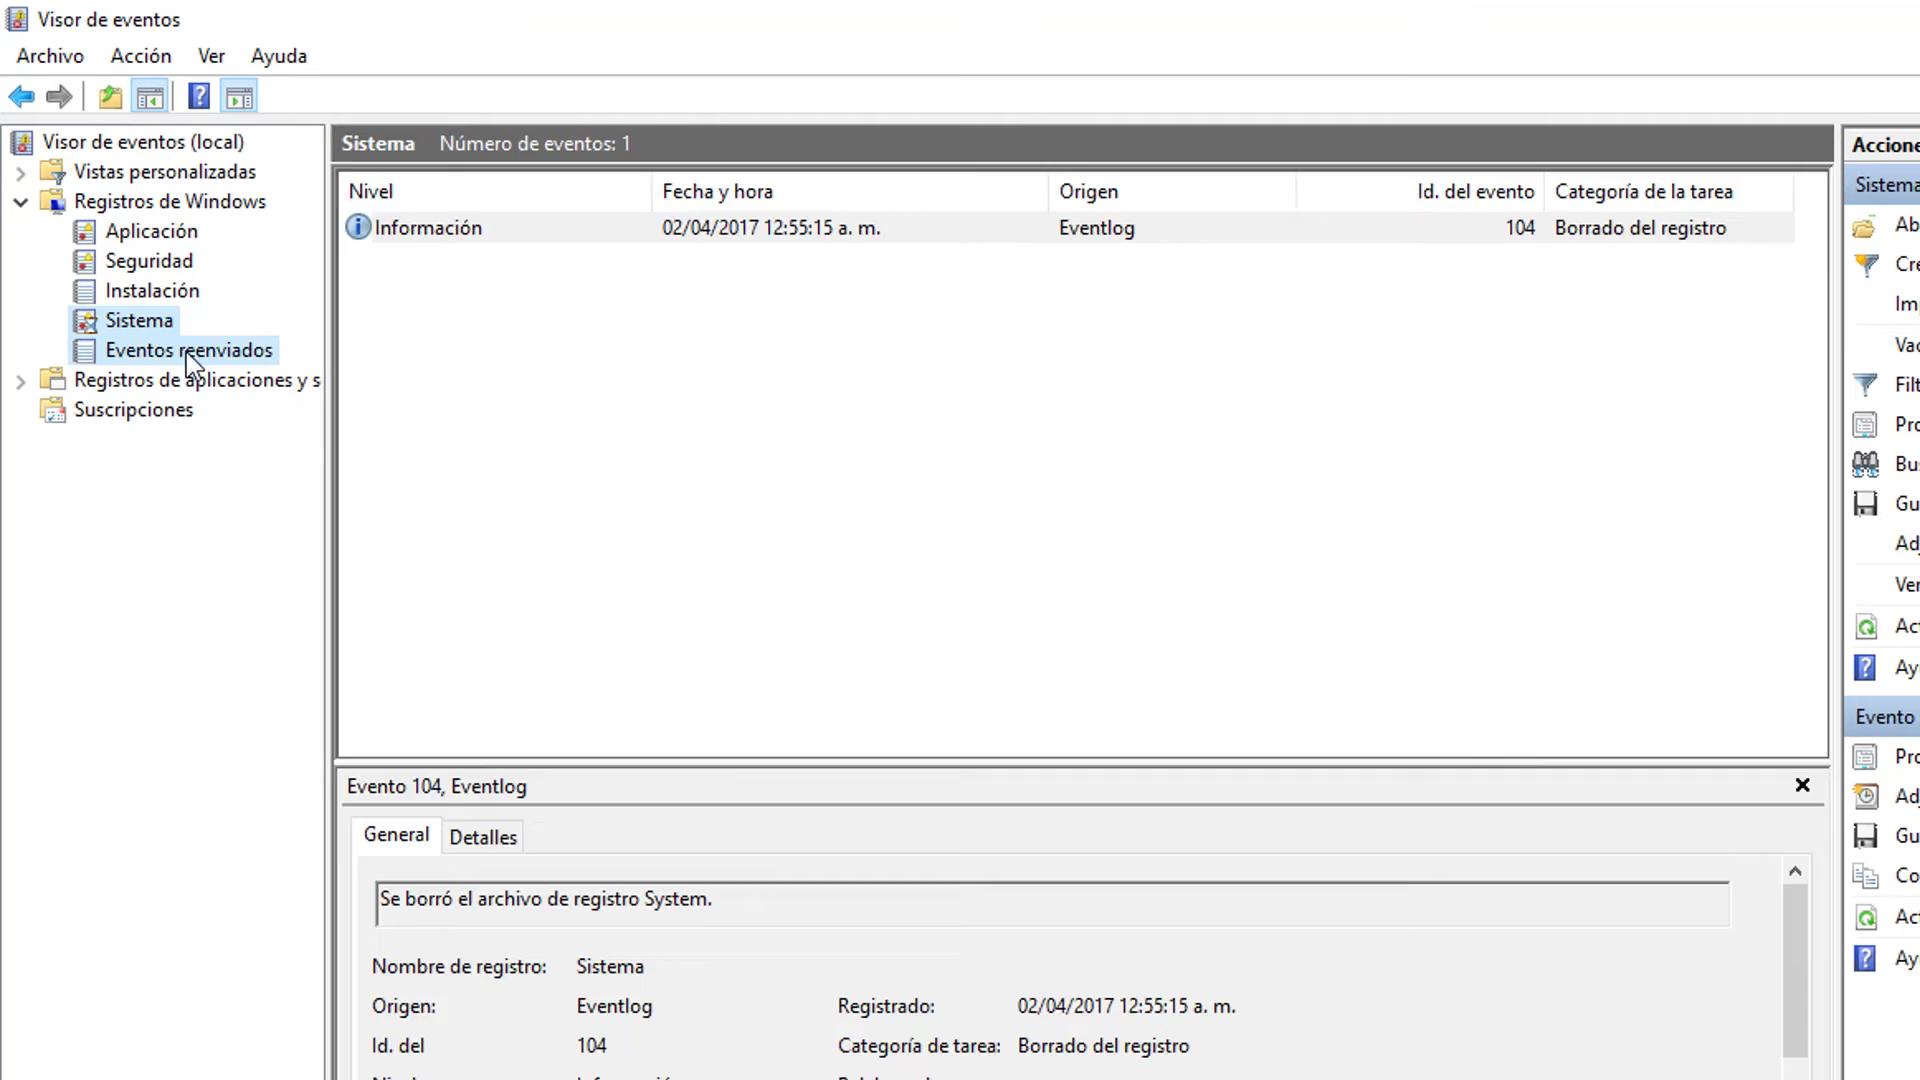 Visor de eventos
Archivo Acción Ver Ayuda
Visor de eventos (local)
Vistas personalizadas
Registros de Windows
Aplicación
Seguridad
Instalación
Sistema
Eventos reenviados
Registros de aplicaciones y s
Suscripciones
Sistema Número de eventos: 1
Nivel Fecha y hora Origen Id. del evento Categoría de la tarea
Información 02/04/2017 12:55:15 a. m. Eventlog 104 Borrado del registro
Evento 104, Eventlog
General Detalles
Se borró el archivo de registro System.
Nombre de registro: Sistema
Origen: Eventlog Registrado: 02/04/2017 12:55:15 a. m.
Id. del 104 Categoría de tarea: Borrado del registro
Accione
Sistema
Ab
Cre
Im
Vac
Filt
Pro
Bus
Gu
Adj
Ver
Act
Ay
Evento
Pro
Adj
Gu
Co
Act
Ay